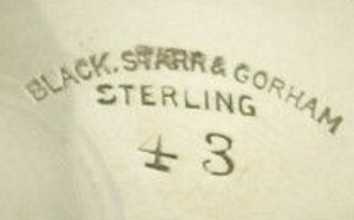 BLACK. STARR & GORHAM
STERLING
43